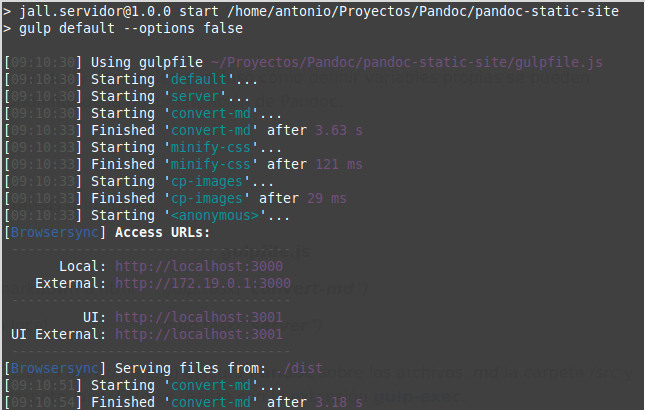 > jall.servidor@1.0.0 start /home/antonio/Proyectos/Pandoc/pandoc-static-site
> gulp default --options false
[09:10:30] Using gulpfile ~/Proyectos/Pandoc/pandoc-static-site/gulpfile.js
[09:10:30] Starting 'default'...
[09:10:30] Starting 'server'...
[09:10:30] Starting 'convert-md'...
[09:10:33] Finished 'convert-md' after 3.63 s
[09:10:33] Starting 'minify-css'...
[09:10:33] Finished 'minify-css' after 121 ms
[09:10:33] Starting 'cp-images'...
[09:10:33] Finished 'cp-images' after 29 ms
[09:10:33] Starting '<anonymous>'...
[Browsersync] Access URLs:
----------------------------------
Local: http://localhost:3000
External: http://172.19.0.1:3000
----------------------------------
UI: http://localhost:3001
UI External: http://localhost:3001
----------------------------------
[Browsersync] Serving files from: ./dist
[09:10:51] Starting 'convert-md'...
[09:10:54] Finished 'convert-md' after 3.18 s